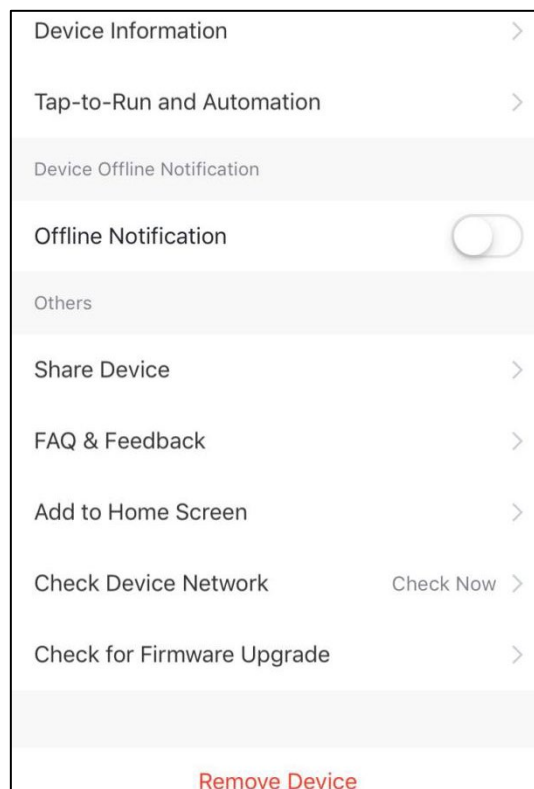 Device Information
Tap-to-Run and Automation
Device Offline Notification
Offline Notification
Others
Share Device
FAQ & Feedback
Add to Home Screen
Check Device Network Check Now
Check for Firmware Upgrade
Remove Device